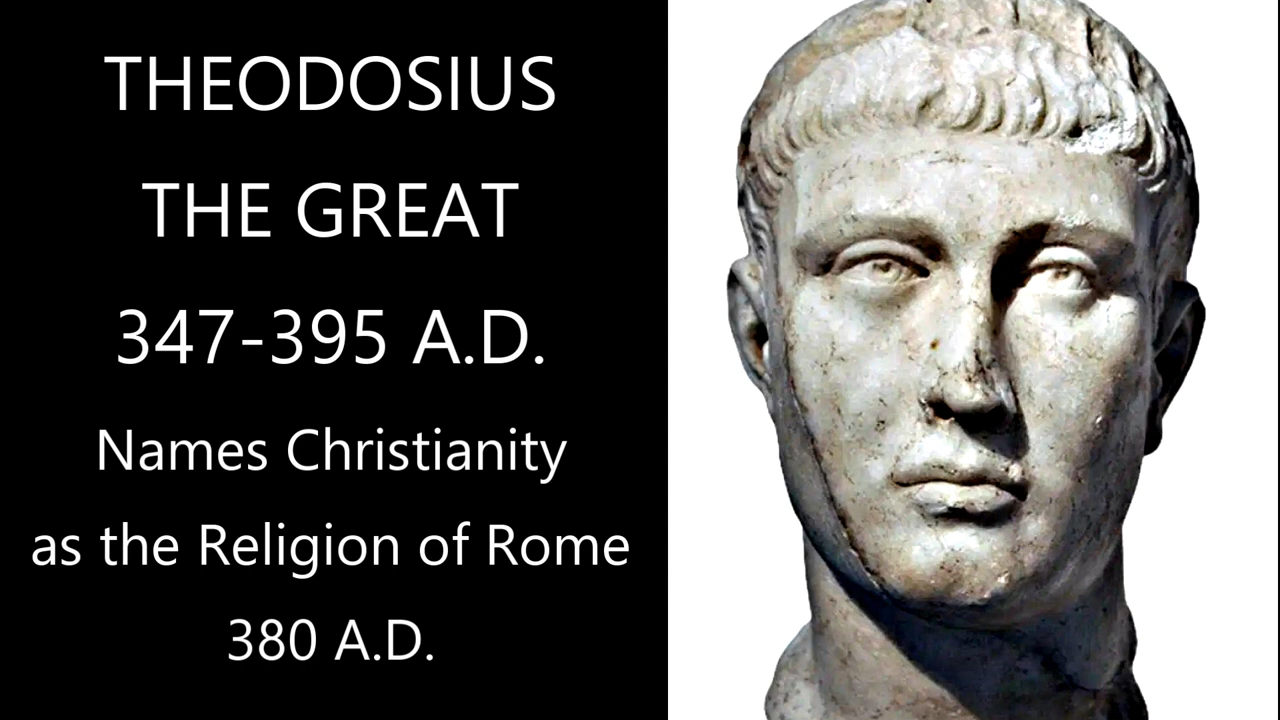 THEODOSIUS
THE GREAT
347-395 A.D.
Names Christianity
as the Religion of Rome
380 A.D.